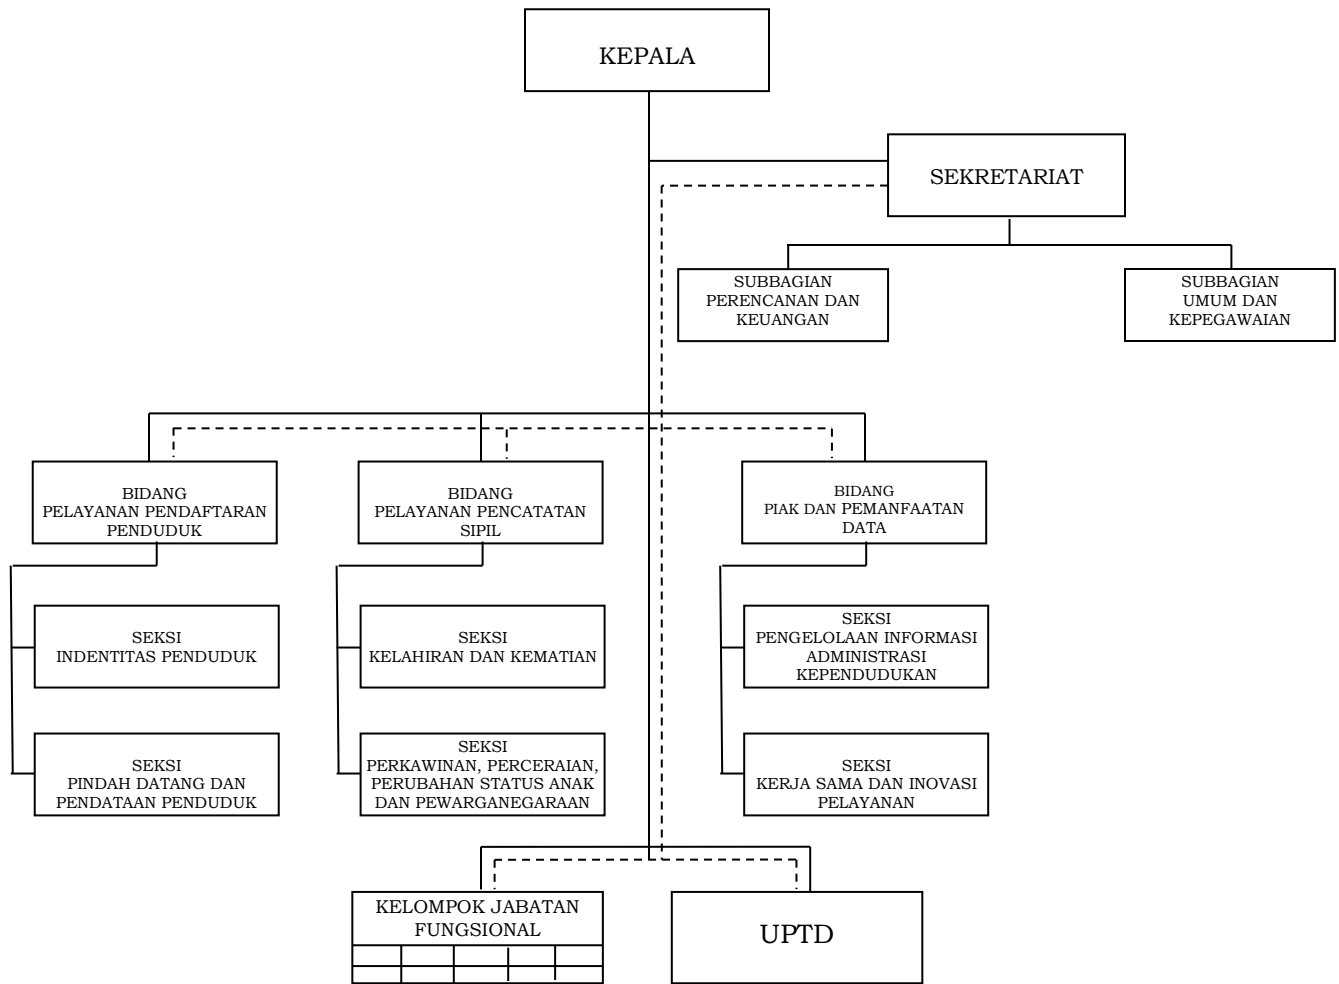 KEPALA
SEKRETARIAT
SUBBAGIAN
PERENCANAN DAN
KEUANGAN
SUBBAGIAN
UMUM DAN
KEPEGAWAIAN
BIDANG
PELAYANAN PENDAFTARAN
PENDUDUK
BIDANG
PELAYANAN PENCATATAN
SIPIL
BIDANG
PIAK DAN PEMANFAATAN
DATA
SEKSI
INDENTITAS PENDUDUK
SEKSI
KELAHIRAN DAN KEMATIAN
SEKSI
PENGELOLAAN INFORMASI
ADMINISTRASI
KEPENDUDUKAN
SEKSI
PINDAH DATANG DAN
PENDATAAN PENDUDUK
SEKSI
PERKAWINAN, PERCERAIAN,
PERUBAHAN STATUS ANAK
DAN PEWARGANEGARAAN
SEKSI
KERJA SAMA DAN INOVASI
PELAYANAN
KELOMPOK JABATAN
FUNGSIONAL
UPTD